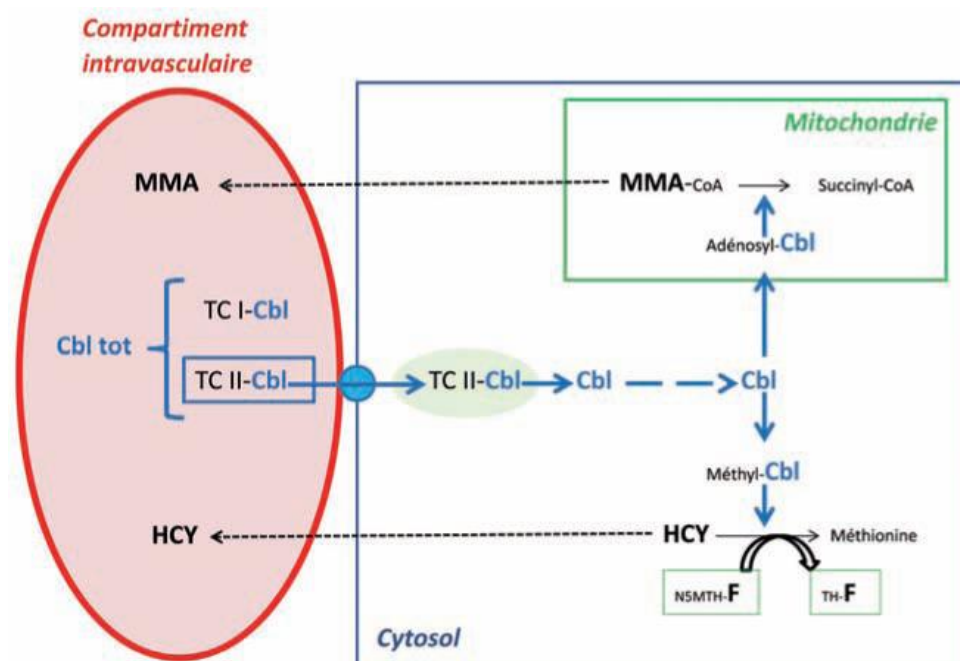 Compartiment
intravasculaire
Mitochondrie
MMA
MMA-CoA
Succinyl-CoA
Adénosyl-Cbl
TC I-Cbl
Cbl tot
TC II-Cbl
TC II-Cbl
Cbl
Cbl
Méthyl-Cbl
HCY
HCY
Méthionine
N5MTH-F
TH-F
Cytosol